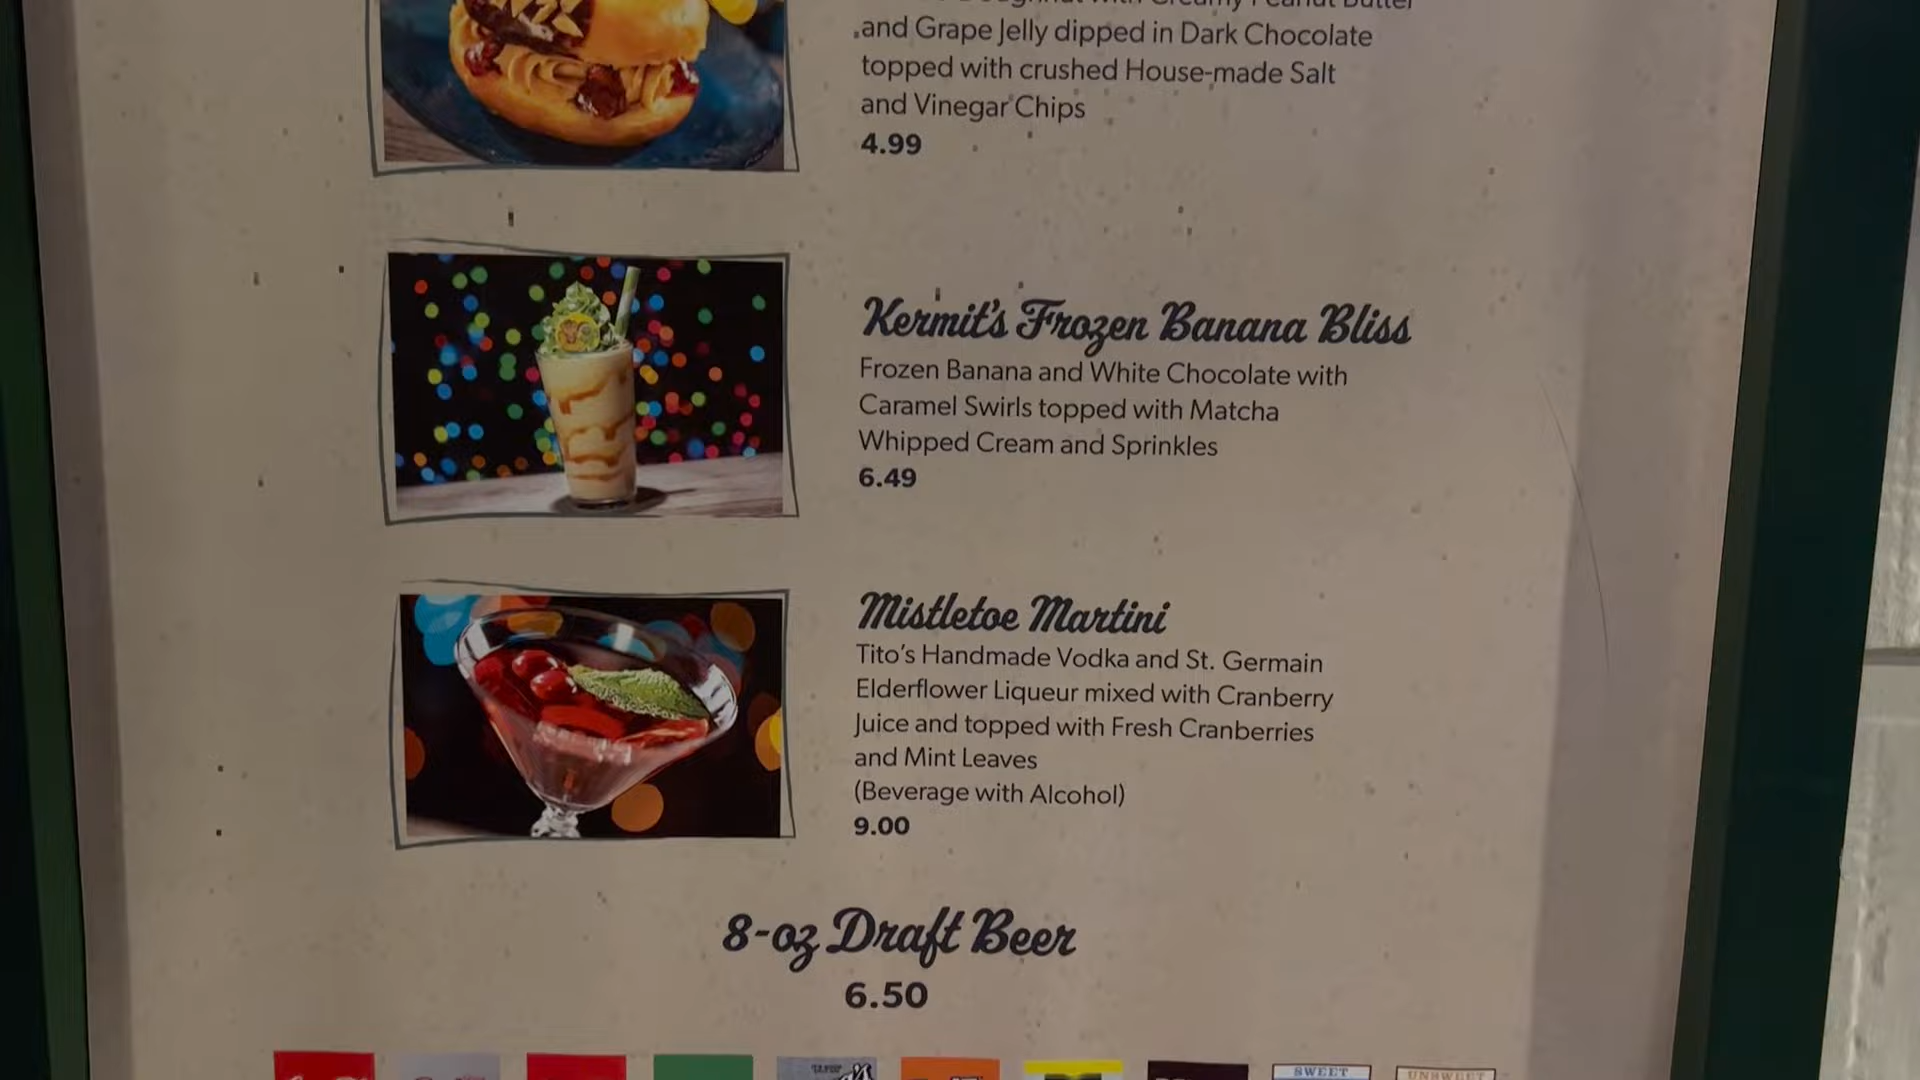 and Grape Jelly dipped in Dark Chocolate
topped with crushed House-made Salt
and Vinegar Chips
4.99
Kermit's Frozen Banana Bliss
Frozen Banana and White Chocolate with
Caramel Swirls topped with Matcha
Whipped Cream and Sprinkles
6.49
Mistletoe Martini
Tito's Handmade Vodka and St. Germain
Elderflower Liqueur mixed with Cranberry
Juice and topped with Fresh Cranberries
and Mint Leaves
(Beverage with Alcohol)
9.00
8-oz Draft Beer
6.50
SWEET
UNSWEET